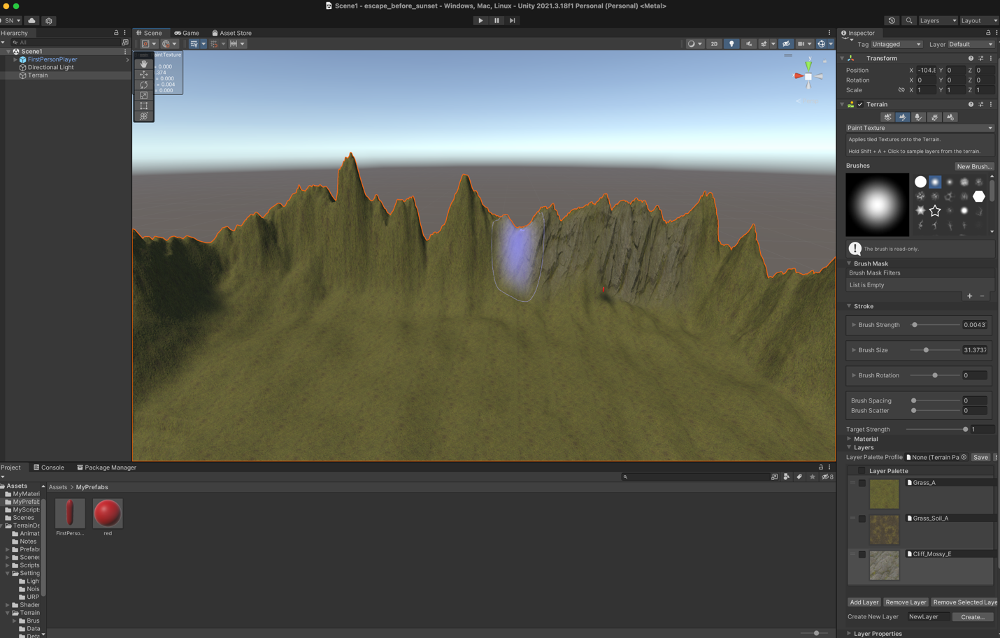 Scene1 - escape_before_sunset - Windows, Mac, Linux - Unity 2021.3.18f1 Personal (Personal) <Metal>
SN
Layers
Layout
Hierarchy
All
Scene1
FirstPersonPlayer
Directional Light
Terrain
Scene
Game
Asset Store
2D
aintTexture
= 0.000
.374
= 0.000
= 0.004
= 0.000
y
Inspector
Tag Untagged Layer Default
Transform
Position X -104.8 Y 0 Z 0
Rotation X 0 Y 0 Z 0
Scale X 1 Y 1 Z 1
Terrain
Paint Texture
Applies tiled Textures onto the Terrain.
Hold Shift + A + Click to sample layers from the terrain.
Brushes
New Brush...
The brush is read-only.
Brush Mask
Brush Mask Filters
List is Empty
Stroke
Brush Strength 0.0043
Brush Size 31.3737
Brush Rotation 0
Brush Spacing 0
Brush Scatter 0
Target Strength 1
Material
Layers
Layer Palette Profile None (Terrain Pa Save S
Layer Palette
Grass_A
Grass_Soil_A
Cliff_Mossy_E
Add Layer Remove Layer Remove Selected Laye
Create New Layer NewLayer Create...
Layer Properties
Project
Console
Package Manager
8
Assets
MyMateri
MyPrefab
MyScript
Scenes
TerrainDe
Animat
Notes
Prefab
Scenes
Scripts
Setting
Ligh
Nois
URP
Shader
Terrain
Brus
Data
Deta
Assets > MyPrefabs
FirstPerso...
red